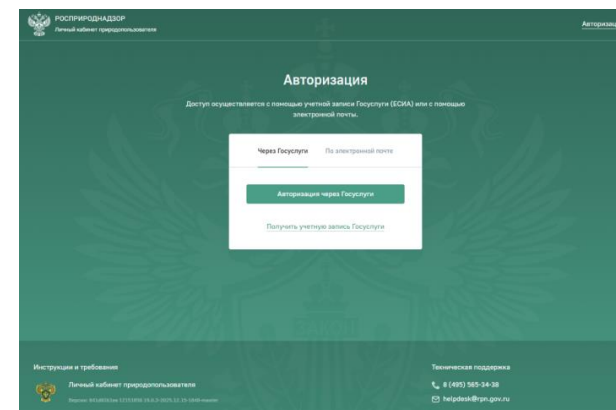 РОСПРИРОДНАДЗОР
Личный кабинет природопользователя
Авторизац
Авторизация
Доступ осуществляется с помощью учетной записи Госуслуги (ЕСИА) или с помощью
электронной почты.
Через Госуслуги По электронной почте
Авторизация через Госуслуги
Получить учетную запись Госуслуги
Инструкции и требования
Техническая поддержка
Личный кабинет природопользователя
8 (495) 565-34-38
Версия:
helpdesk@rpn.gov.ru